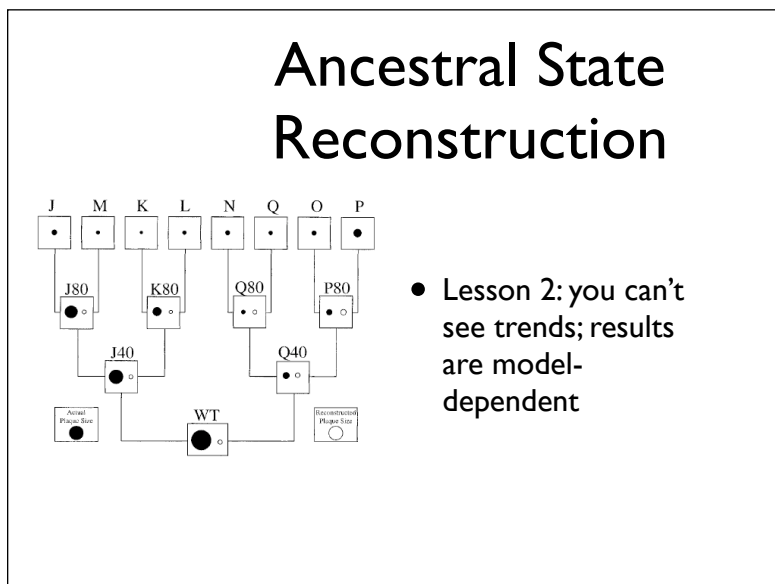 Ancestral State
Reconstruction
J M K L N Q O P
J80 K80 Q80 P80
J40 Q40
Actual
Plaque Size
WT
Reconstructed
Plaque Size
• Lesson 2: you can't
see trends; results
are model-
dependent